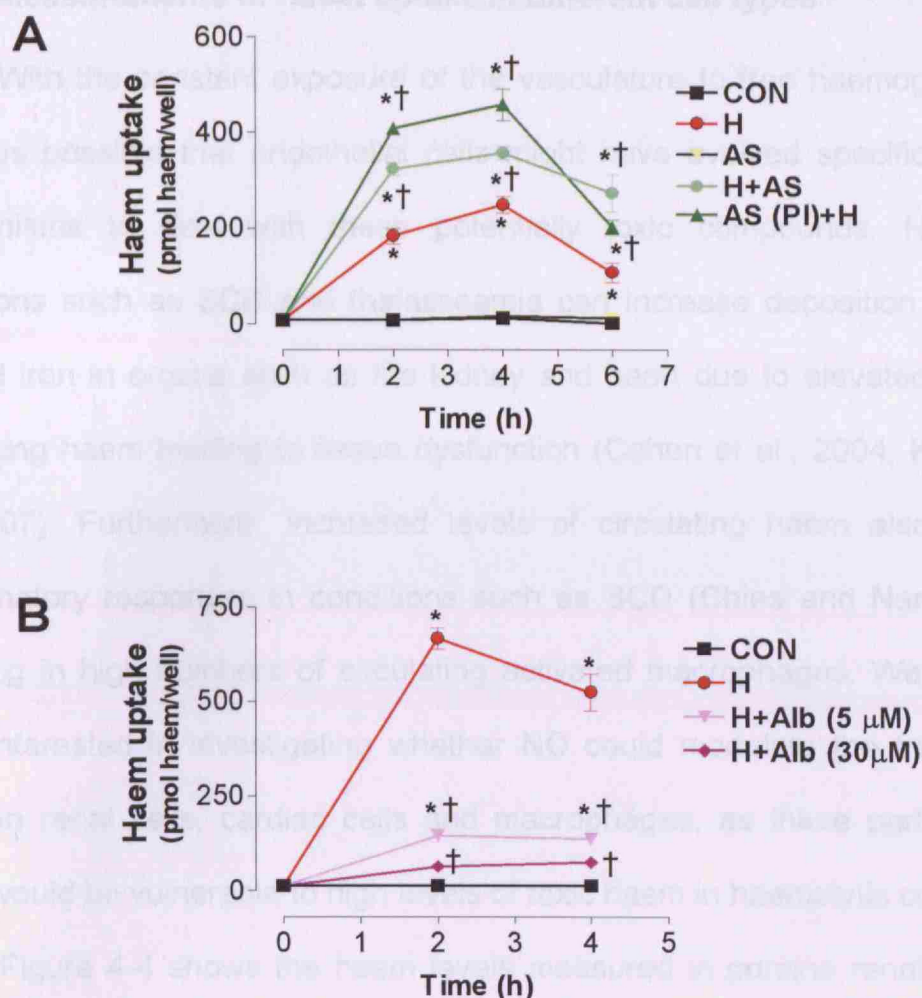 A
600
400
200
0
Haem uptake
(pmol haem/well)
*†
*†
*†
*†
*†
*
*
*†
*
CON
H
AS
H+AS
AS (PI)+H
0 1 2 3 4 5 6 7
Time (h)
With the constant exposure of the vasculature to free
possible that endothelial cells might have evolved specific
with these potentially toxic compounds.
such as SCD and thalassaemia can increase deposition
iron in organs such as the kidney and heart due to elevated
haem leading to tissue dysfunction (Cohen et al., 2004,
Furthermore, increased levels of circulating haem also
responses in conditions such as SCD
B
750
500
250
0
Haem uptake
(pmol haem/well)
*
*
*†
*†
‡
†
CON
H
H+Alb (5 µM)
H+Alb (30µM)
0 1 2 3 4 5
Time (h)
in high numbers of circulating activated macrophages. We
investigating whether NO could
renal cells, cardiac cells and macrophages, as these
would be vulnerable to high levels of toxic haem in haemolytic
Figure 4-4 shows the haem levels measured in porcine renal